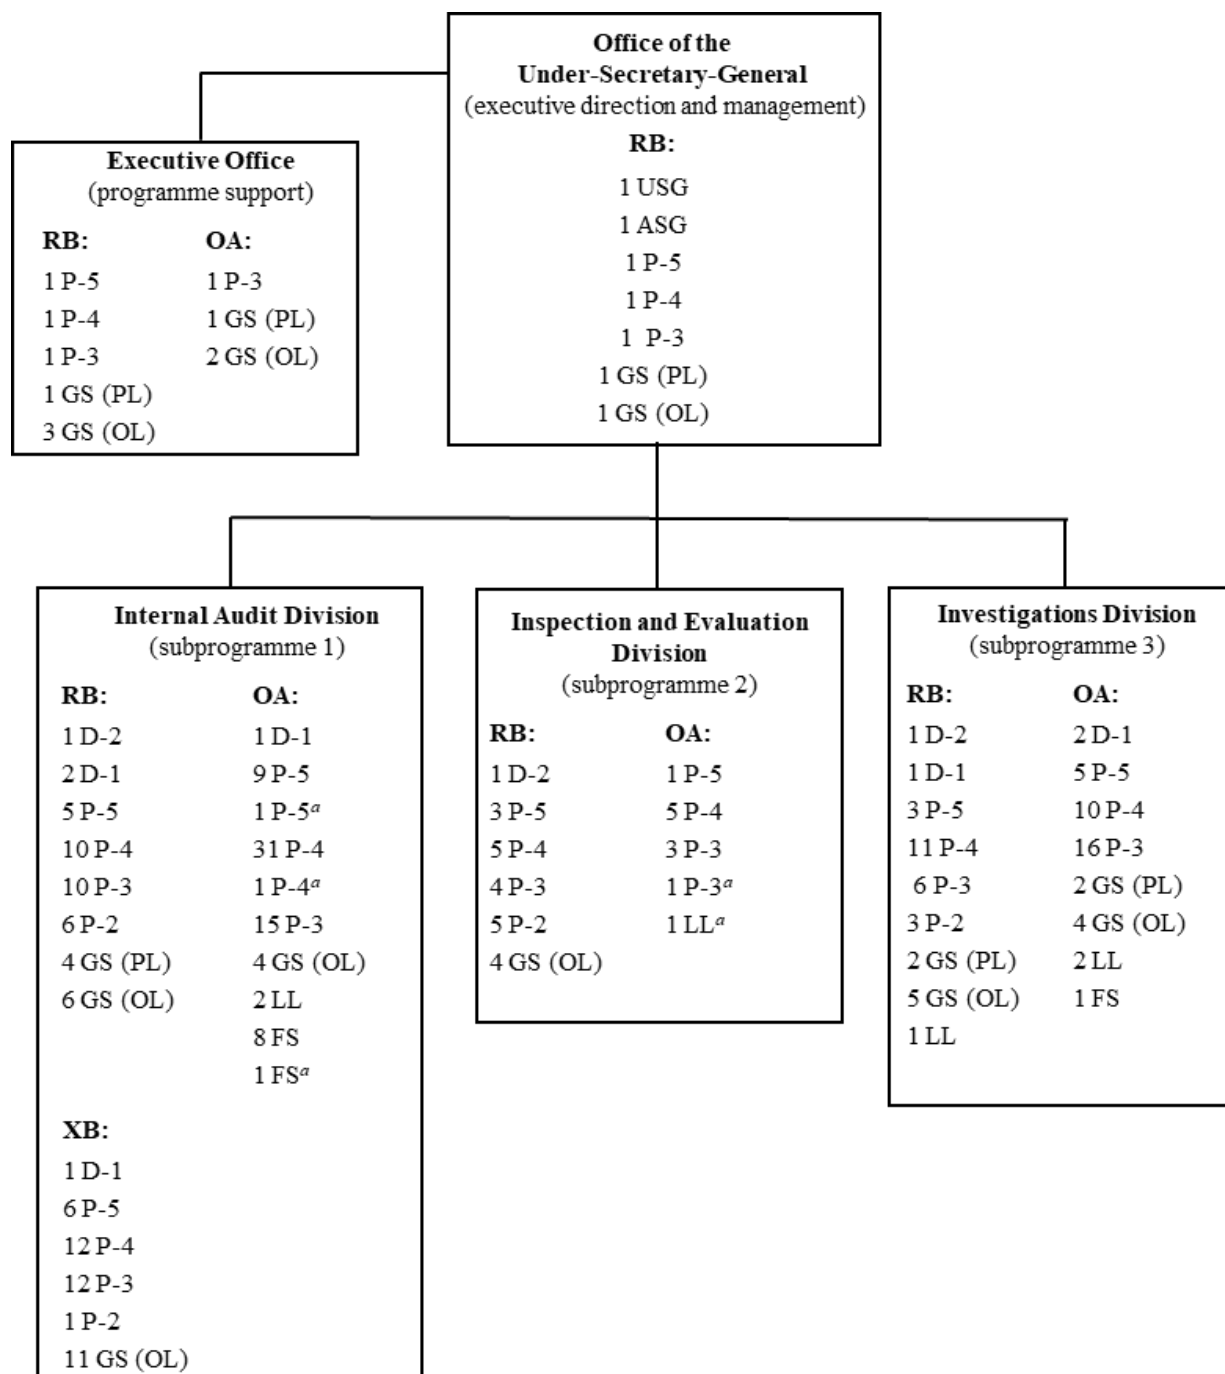 Office of the
Under-Secretary-General
(executive direction and management)
RB:
1 USG
1 ASG
1 P-5
1 P-4
1 P-3
1 GS (PL)
1 GS (OL)
Executive Office
(programme support)
RB:
1 P-5
1 P-4
1 P-3
1 GS (PL)
3 GS (OL)
OA:
1 P-3
1 GS (PL)
2 GS (OL)
Internal Audit Division
(subprogramme 1)
RB:
1 D-2
2 D-1
5 P-5
10 P-4
10 P-3
6 P-2
4 GS (PL)
6 GS (OL)
OA:
1 D-1
9 P-5
1 P-5a
31 P-4
1 P-4a
15 P-3
4 GS (OL)
2 LL
8 FS
1 FSa
XB:
1 D-1
6 P-5
12 P-4
12 P-3
1 P-2
11 GS (OL)
Inspection and Evaluation
Division
(subprogramme 2)
RB:
1 D-2
3 P-5
5 P-4
4 P-3
5 P-2
4 GS (OL)
OA:
1 P-5
5 P-4
3 P-3
1 P-3a
1 LLa
Investigations Division
(subprogramme 3)
RB:
1 D-2
1 D-1
3 P-5
11 P-4
6 P-3
3 P-2
2 GS (PL)
5 GS (OL)
1 LL
OA:
2 D-1
5 P-5
10 P-4
16 P-3
2 GS (PL)
4 GS (OL)
2 LL
1 FS